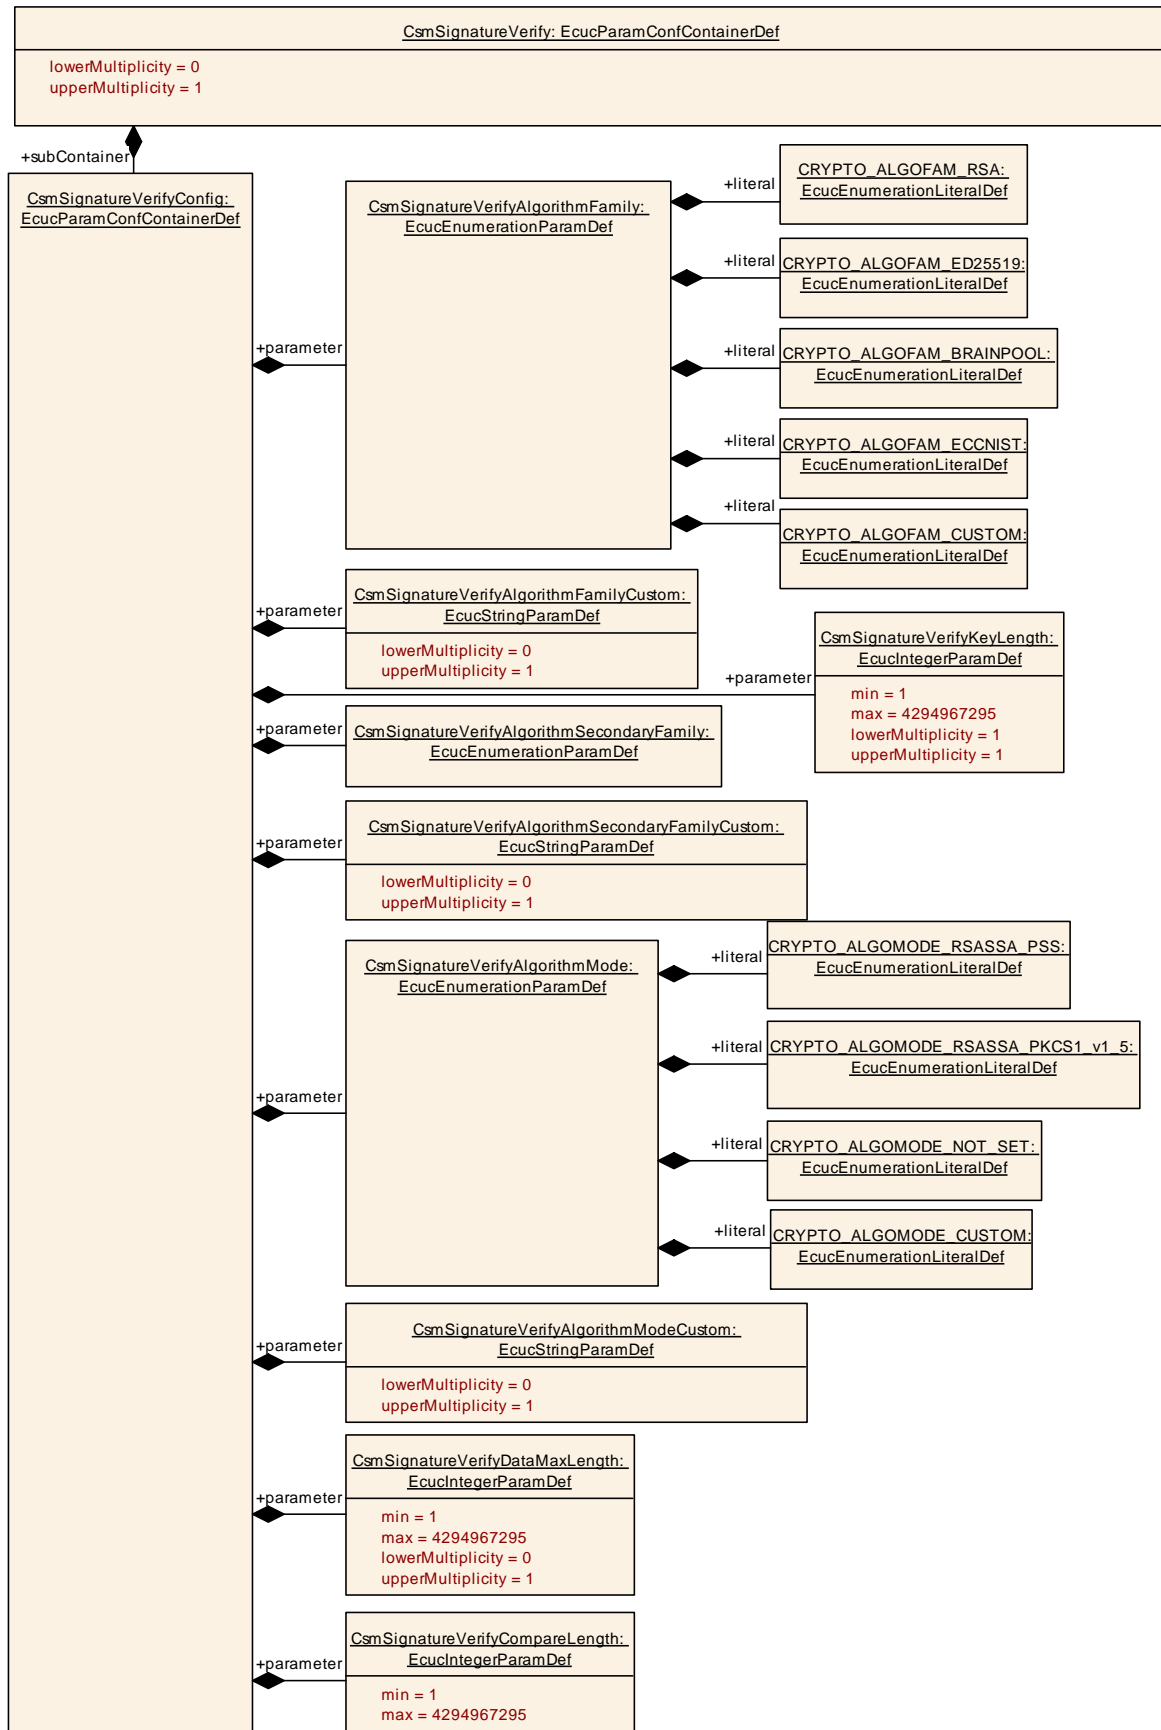 CsmSignatureVerify: EcucParamConfContainerDef
lowerMultiplicity = 0
upperMultiplicity = 1
+subContainer
CsmSignatureVerifyConfig:
EcucParamConfContainerDef
+parameter
CsmSignatureVerifyAlgorithmFamily:
EcucEnumerationParamDef
+literal
CRYPTO_ALGOFAM_RSA:
EcucEnumerationLiteralDef
+literal
CRYPTO_ALGOFAM_ED25519:
EcucEnumerationLiteralDef
+literal
CRYPTO_ALGOFAM_BRAINPOOL:
EcucEnumerationLiteralDef
+literal
CRYPTO_ALGOFAM_ECCNIST:
EcucEnumerationLiteralDef
+literal
CRYPTO_ALGOFAM_CUSTOM:
EcucEnumerationLiteralDef
+parameter
CsmSignatureVerifyAlgorithmFamilyCustom:
EcucStringParamDef
lowerMultiplicity = 0
upperMultiplicity = 1
+parameter
CsmSignatureVerifyKeyLength:
EcucIntegerParamDef
min = 1
max = 4294967295
lowerMultiplicity = 1
upperMultiplicity = 1
+parameter
CsmSignatureVerifyAlgorithmSecondaryFamily:
EcucEnumerationParamDef
+parameter
CsmSignatureVerifyAlgorithmSecondaryFamilyCustom:
EcucStringParamDef
lowerMultiplicity = 0
upperMultiplicity = 1
+parameter
CsmSignatureVerifyAlgorithmMode:
EcucEnumerationParamDef
+literal
CRYPTO_ALGOMODE_RSASSA_PSS:
EcucEnumerationLiteralDef
+literal
CRYPTO_ALGOMODE_RSASSA_PKCS1_v1_5:
EcucEnumerationLiteralDef
+literal
CRYPTO_ALGOMODE_NOT_SET:
EcucEnumerationLiteralDef
+literal
CRYPTO_ALGOMODE_CUSTOM:
EcucEnumerationLiteralDef
+parameter
CsmSignatureVerifyAlgorithmModeCustom:
EcucStringParamDef
lowerMultiplicity = 0
upperMultiplicity = 1
+parameter
CsmSignatureVerifyDataMaxLength:
EcucIntegerParamDef
min = 1
max = 4294967295
lowerMultiplicity = 0
upperMultiplicity = 1
+parameter
CsmSignatureVerifyCompareLength:
EcucIntegerParamDef
min = 1
max = 4294967295